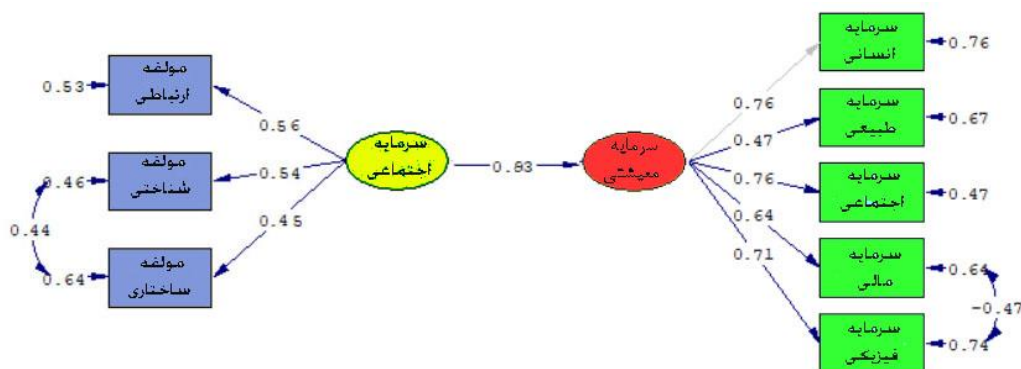 سرمایه
انسانی
0.76
مولفه
ارتباطی
0.53
0.56
0.76
سرمایه
طبیعی
0.67
0.47
مولفه
شناختی
0.46
0.54
سرمایه
اجتماعی
0.83
سرمایه
معیشتی
0.76
سرمایه
اجتماعی
0.47
0.44
0.45
0.64
مولفه
ساختاری
0.64
سرمایه
مالی
0.64
0.71
-0.47
سرمایه
فیزیکی
0.74